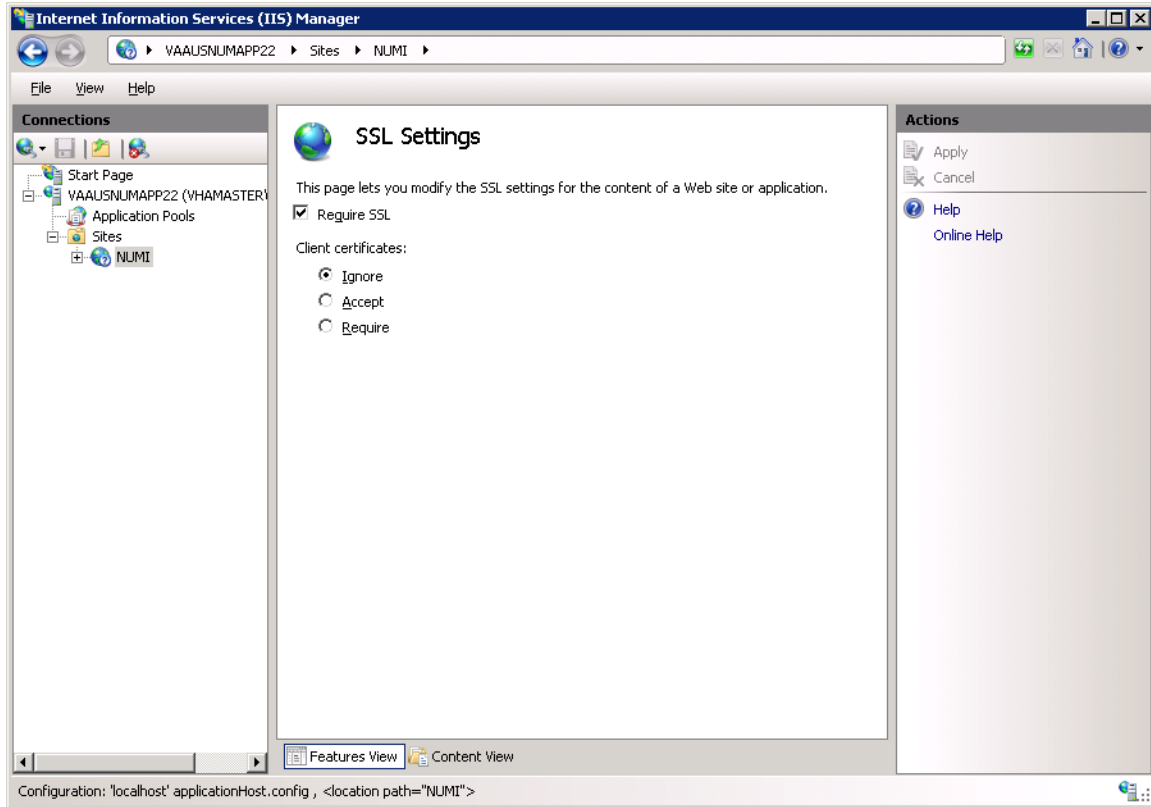 Internet Information Services (IIS) Manager
VAAUSNUMAPP22 Sites NUMI
File View Help
Connections
Start Page
VAAUSNUMAPP22 (VHAMASTER\
Application Pools
Sites
NUMI
SSL Settings
This page lets you modify the SSL settings for the content of a Web site or application.
Require SSL
Client certificates:
Ignore
Accept
Require
Features View Content View
Actions
Apply
Cancel
Help
Online Help
Configuration: 'localhost' applicationHost.config , <location path="NUMI">